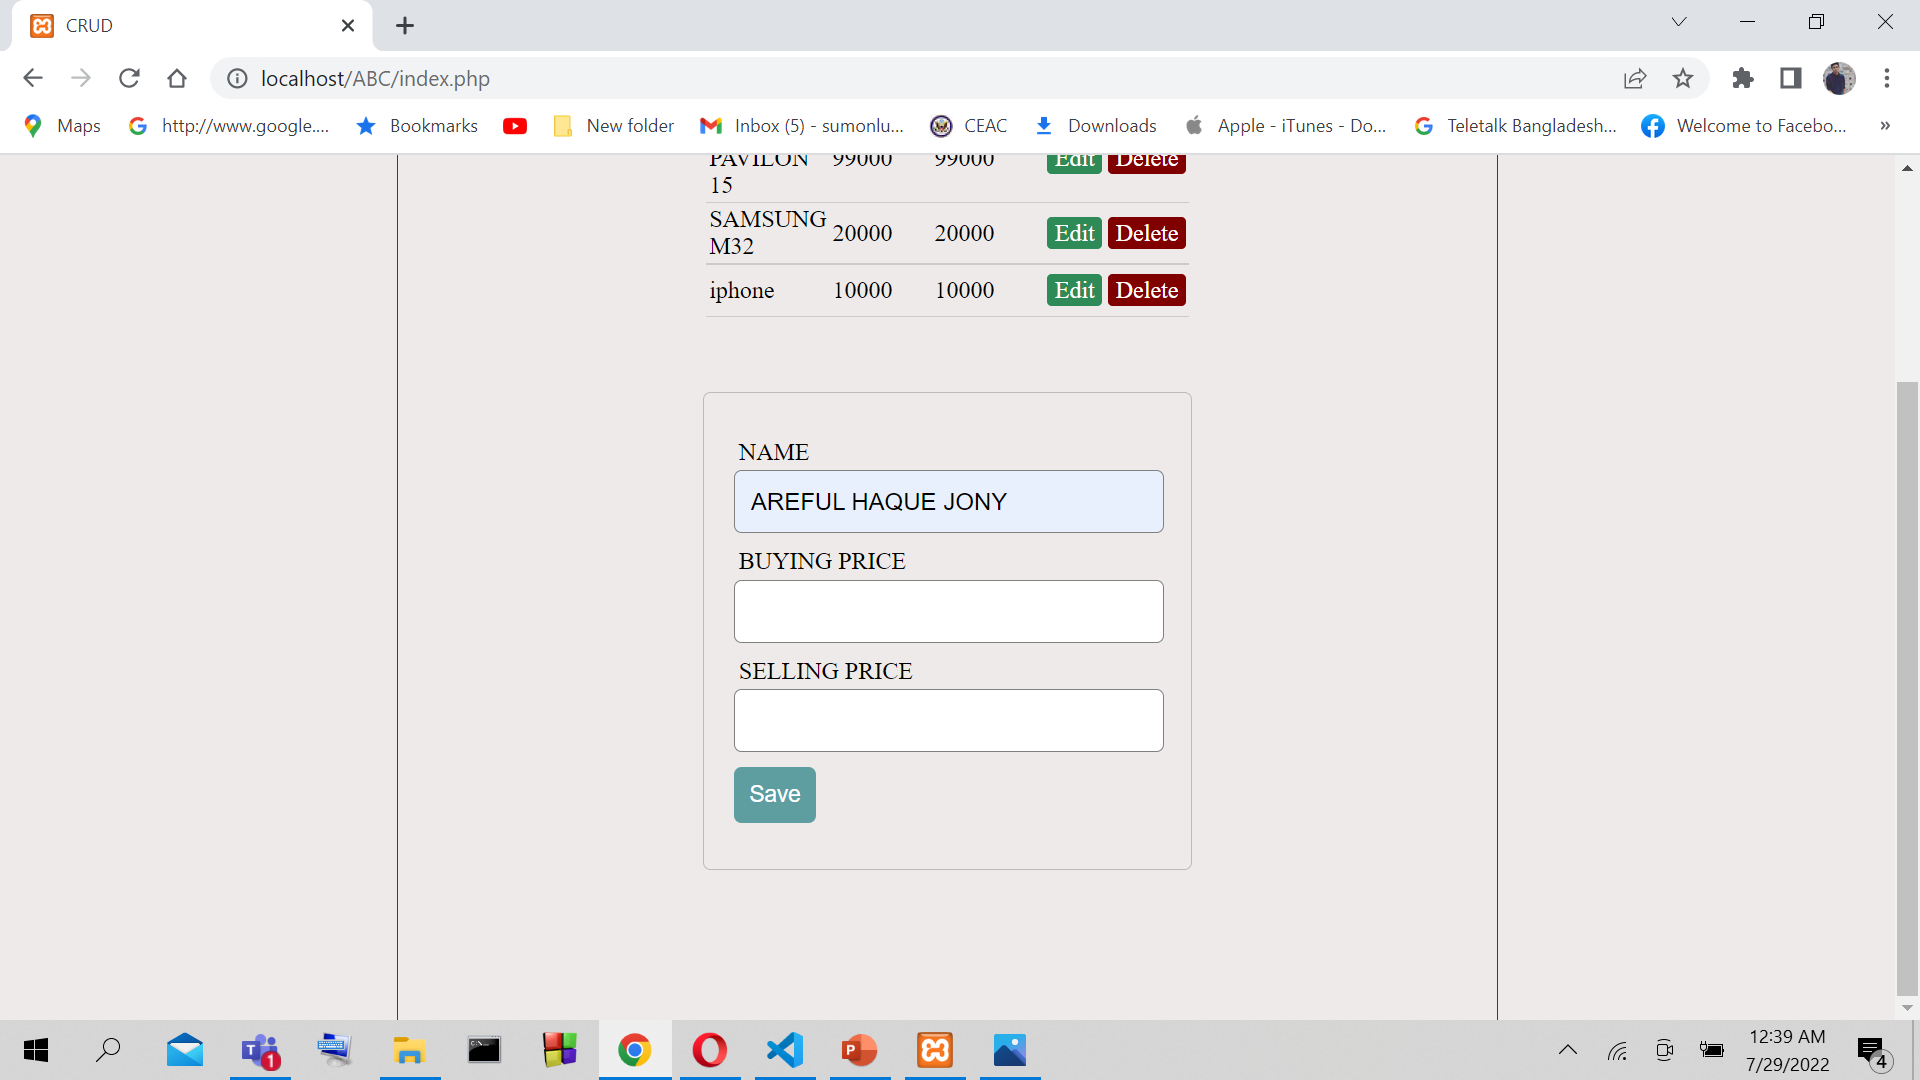 CRUD
localhost/ABC/index.php
Maps http://www.google.... Bookmarks New folder Inbox (5) - sumonlu... CEAC Downloads Apple - iTunes - Do... Teletalk Bangladesh... Welcome to Facebo... »
PAVILON 15 99000 99000 Edit Delete
SAMSUNG M32 20000 20000 Edit Delete
iphone 10000 10000 Edit Delete
NAME
AREFUL HAQUE JONY
BUYING PRICE
SELLING PRICE
Save
12:39 AM
7/29/2022
1
4